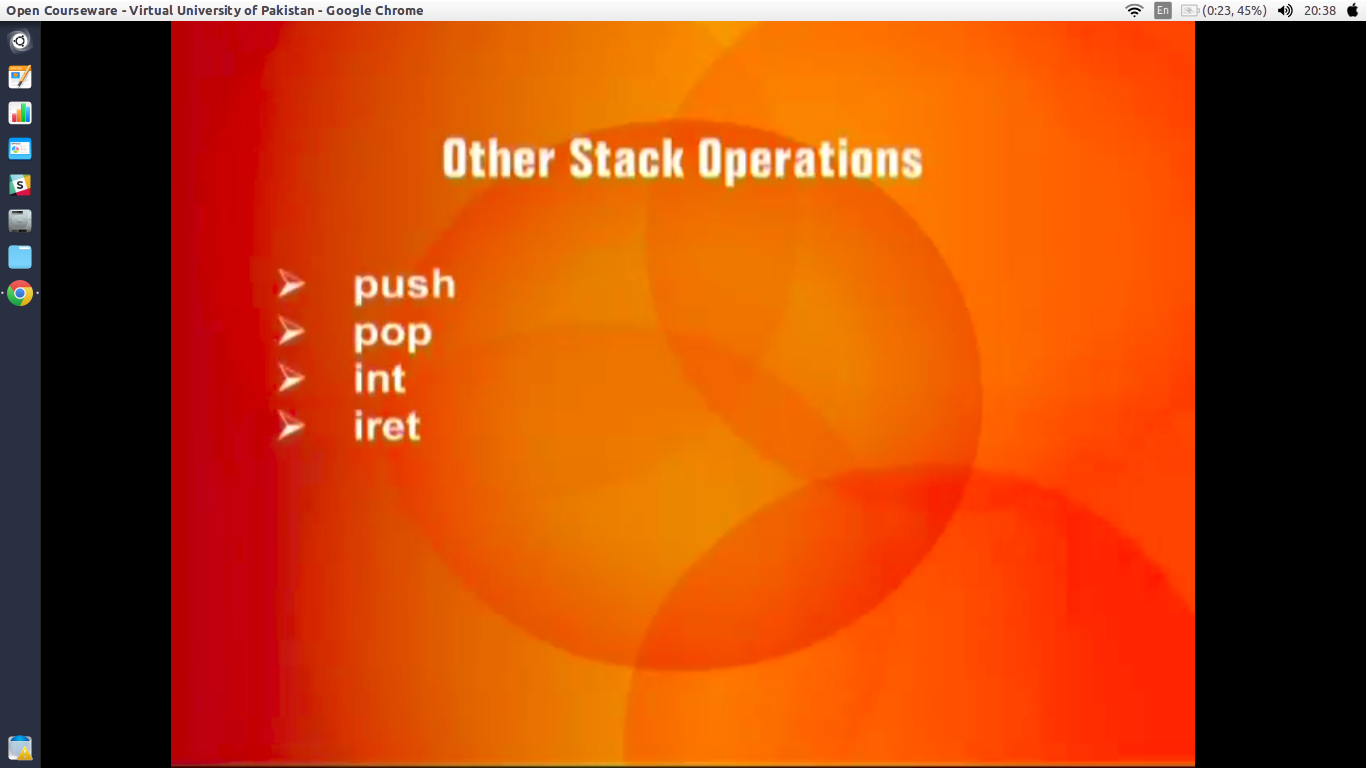 Open Courseware - Virtual University of Pakistan - Google Chrome
En
(0:23, 45%)
20:38
S
Other Stack Operations
push
pop
int
iret